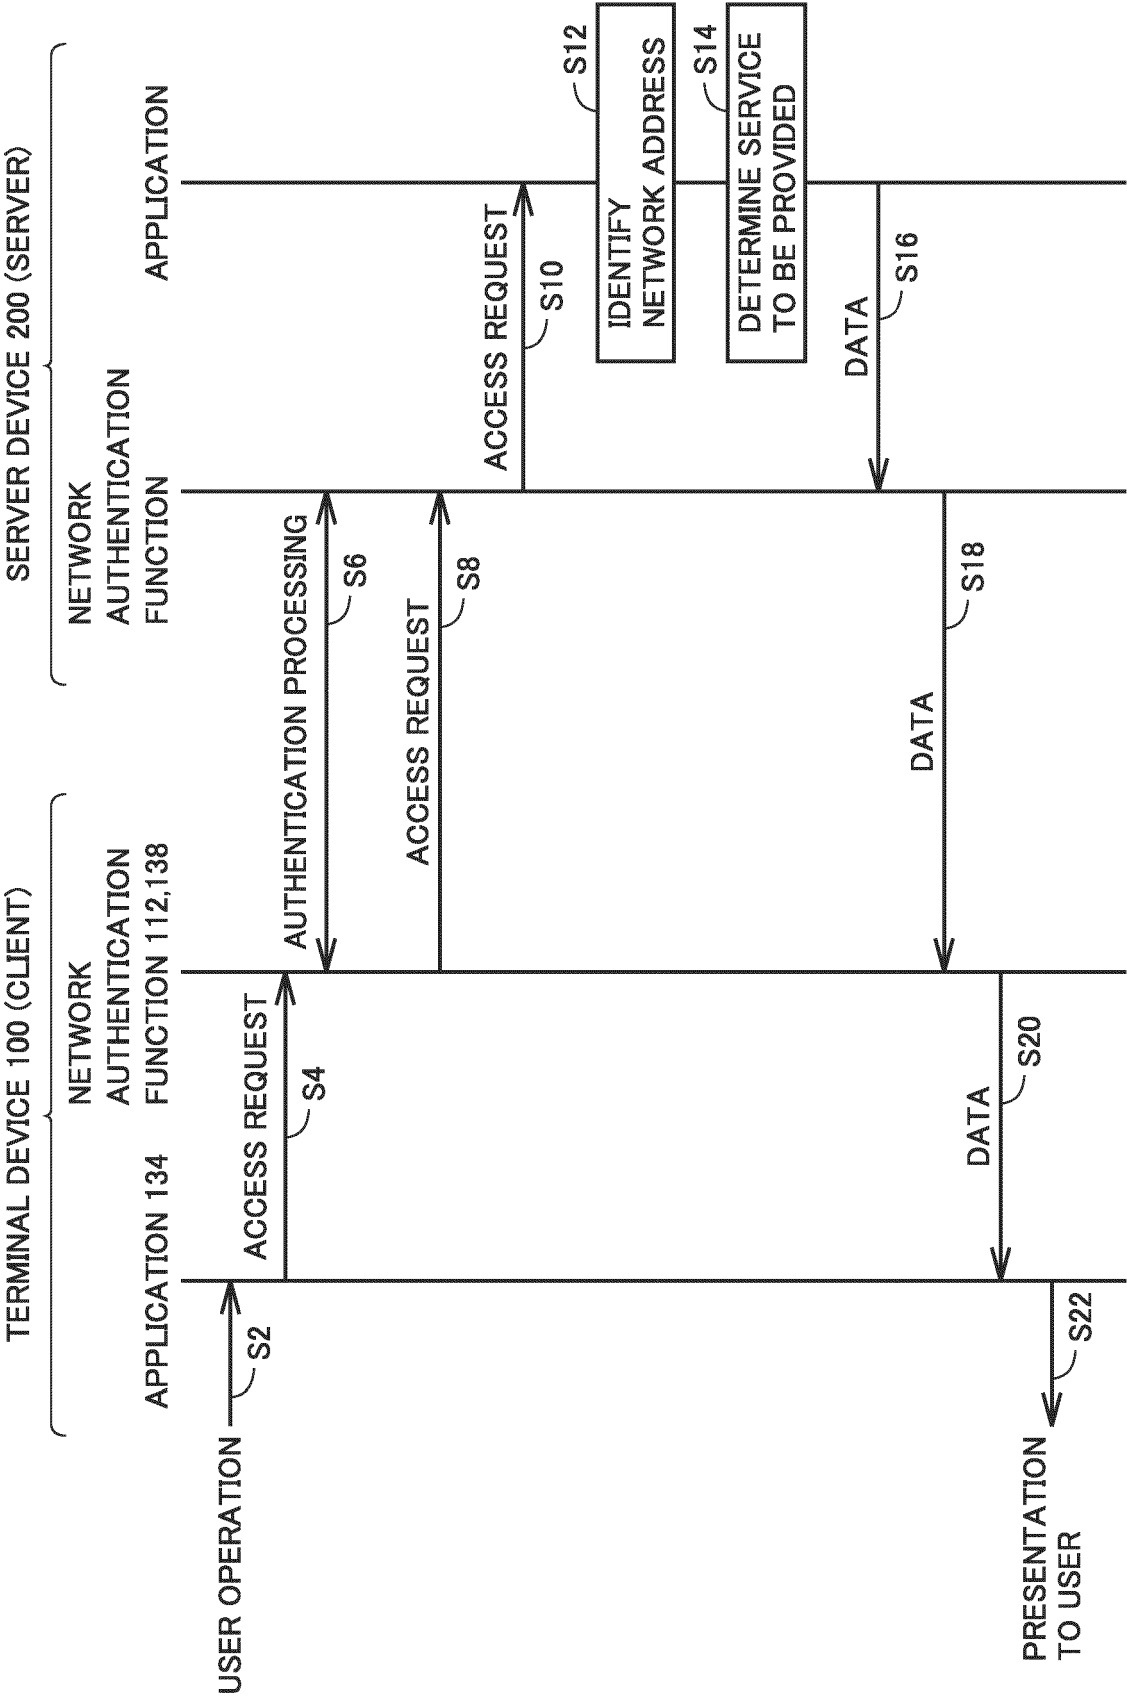 TERMINAL DEVICE 100 (CLIENT)
SERVER DEVICE 200 (SERVER)
APPLICATION 134
NETWORK
AUTHENTICATION
FUNCTION 112,138
NETWORK
AUTHENTICATION
FUNCTION
APPLICATION
USER OPERATION
S2
ACCESS REQUEST
S4
AUTHENTICATION PROCESSING
S6
ACCESS REQUEST
S8
ACCESS REQUEST
S10
S12
IDENTIFY
NETWORK ADDRESS
S14
DETERMINE SERVICE
TO BE PROVIDED
DATA
S16
DATA
S18
DATA
S20
PRESENTATION
TO USER
S22